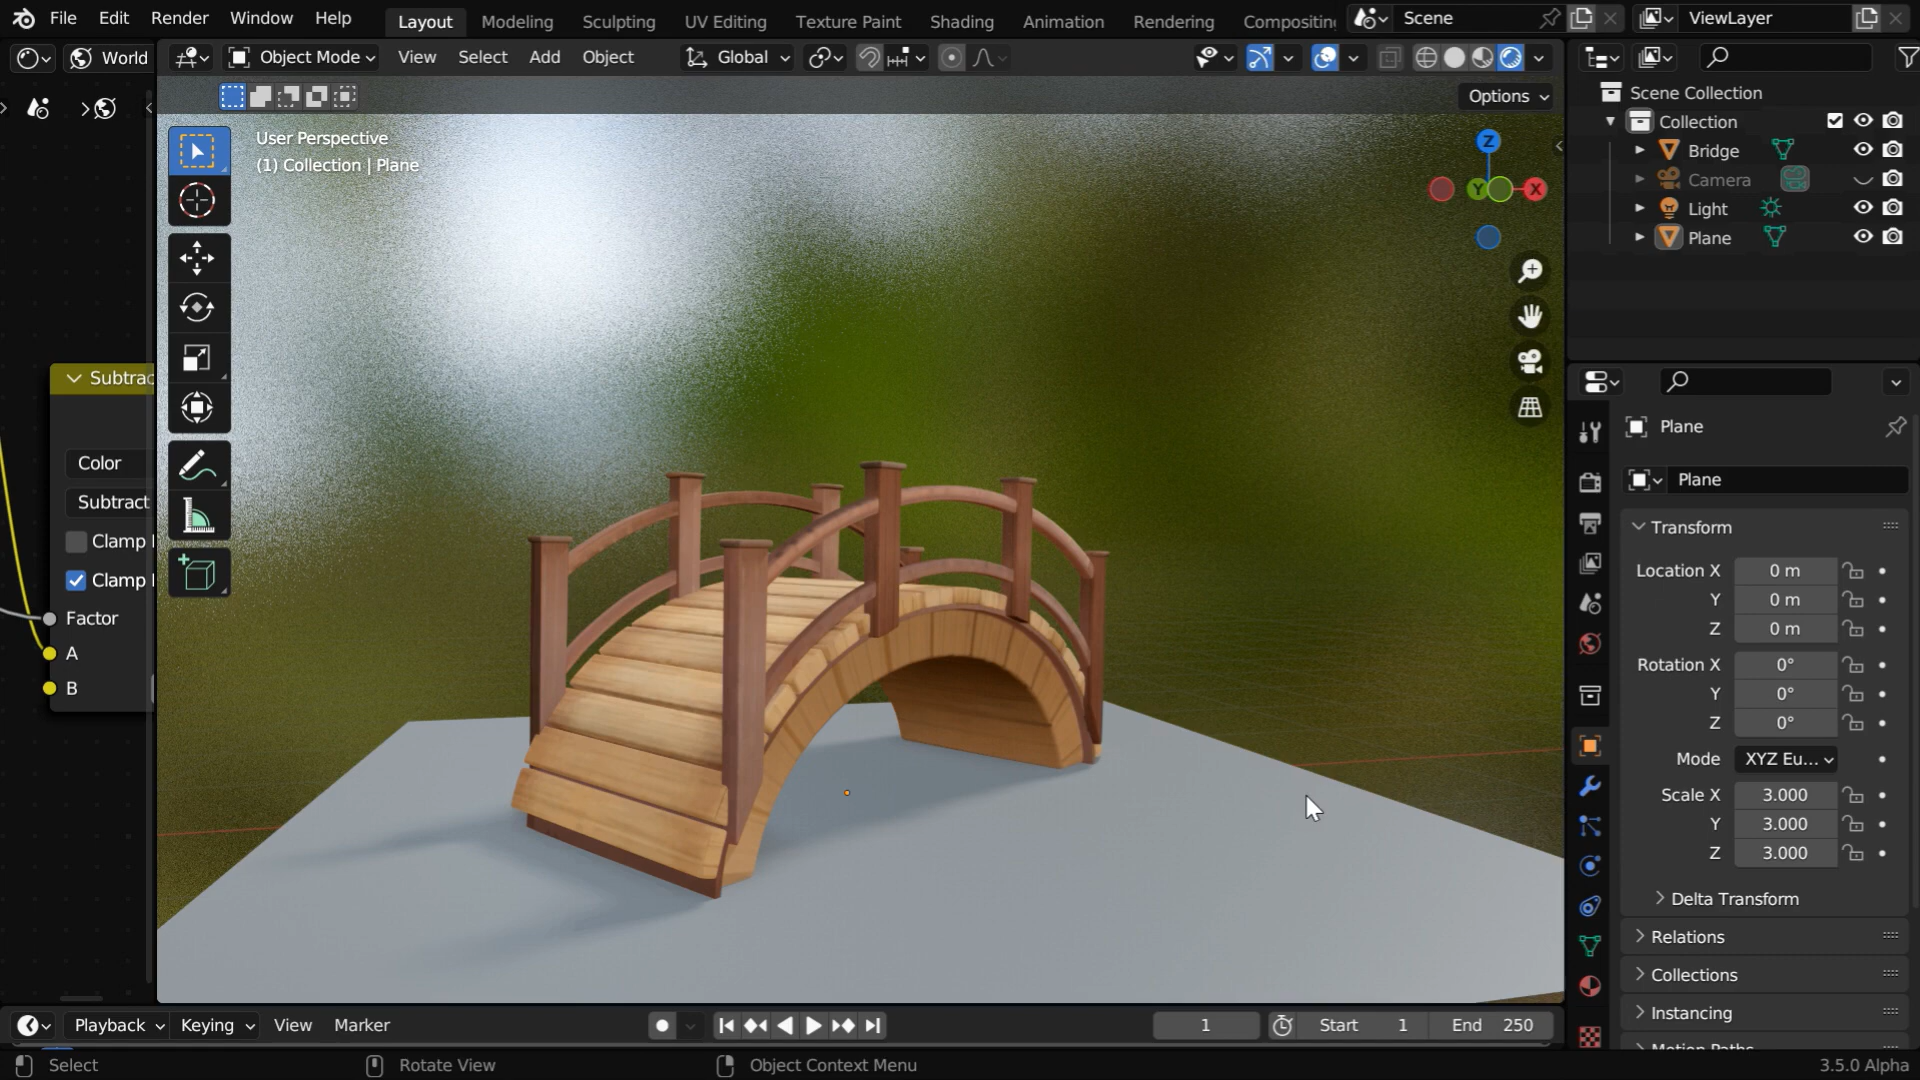 File Edit Render Window Help Layout Modeling Sculpting UV Editing Texture Paint Shading Animation Rendering Compositing Scene ViewLayer
World Object Mode View Select Add Object Global
Options
User Perspective
(1) Collection | Plane
Z
Y X
Subtrac
Color
Subtract
Clamp
Clamp
Factor
A
B
Scene Collection
Collection
Bridge
Camera
Light
Plane
Plane
Plane
Transform
Location X 0 m
Y 0 m
Z 0 m
Rotation X 0°
Y 0°
Z 0°
Mode XYZ Eu...
Scale X 3.000
Y 3.000
Z 3.000
Delta Transform
Relations
Collections
Instancing
Motion Paths
Playback Keying View Marker 1 Start 1 End 250
Select Rotate View Object Context Menu 3.5.0 Alpha